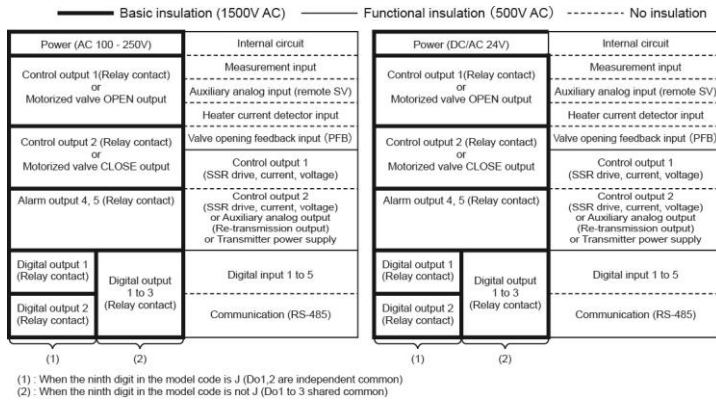 Basic insulation (1500V AC)
Functional insulation (500V AC)
No insulation
Power (AC 100 - 250V)
Control output 1(Relay contact)
or
Motorized valve OPEN output
Control output 2 (Relay contact)
or
Motorized valve CLOSE output
Alarm output 4, 5 (Relay contact)
Digital output 1
(Relay contact)
Digital output 2
(Relay contact)
Digital output
1 to 3
(Relay contact)
Internal circuit
Measurement input
Auxiliary analog input (remote SV)
Heater current detector input
Valve opening feedback input (PFB)
Control output 1
(SSR drive, current, voltage)
Control output 2
(SSR drive, current, voltage)
or Auxiliary analog output
(Re-transmission output)
or Transmitter power supply
Digital input 1 to 5
Communication (RS-485)
(1)
(2)
Power (DC/AC 24V)
Control output 1(Relay contact)
or
Motorized valve OPEN output
Control output 2 (Relay contact)
or
Motorized valve CLOSE output
Alarm output 4, 5 (Relay contact)
Digital output 1
(Relay contact)
Digital output 2
(Relay contact)
Digital output
1 to 3
(Relay contact)
Internal circuit
Measurement input
Auxiliary analog input (remote SV)
Heater current detector input
Valve opening feedback input (PFB)
Control output 1
(SSR drive, current, voltage)
Control output 2
(SSR drive, current, voltage)
or Auxiliary analog output
(Re-transmission output)
or Transmitter power supply
Digital input 1 to 5
Communication (RS-485)
(1)
(2)
(1) : When the ninth digit in the model code is J (Do1,2 are independent common)
(2) : When the ninth digit in the model code is not J (Do1 to 3 shared common)